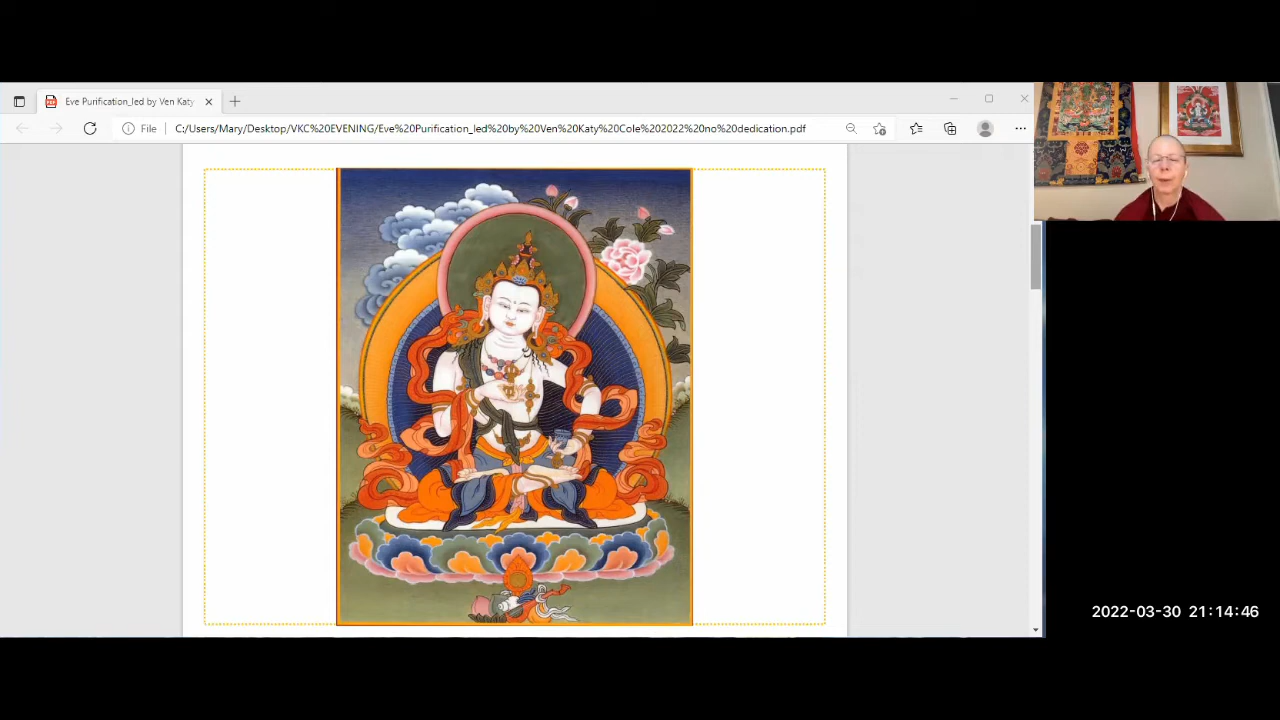 Eve Purification_led by Ven Katy
File
C:/Users/Mary/Desktop/VKC%20EVENING/Eve%20Purification_led%20by%20Ven%20Katy%20Cole%202022%20no%20dedication.pdf
2022-03-30 21:14:46